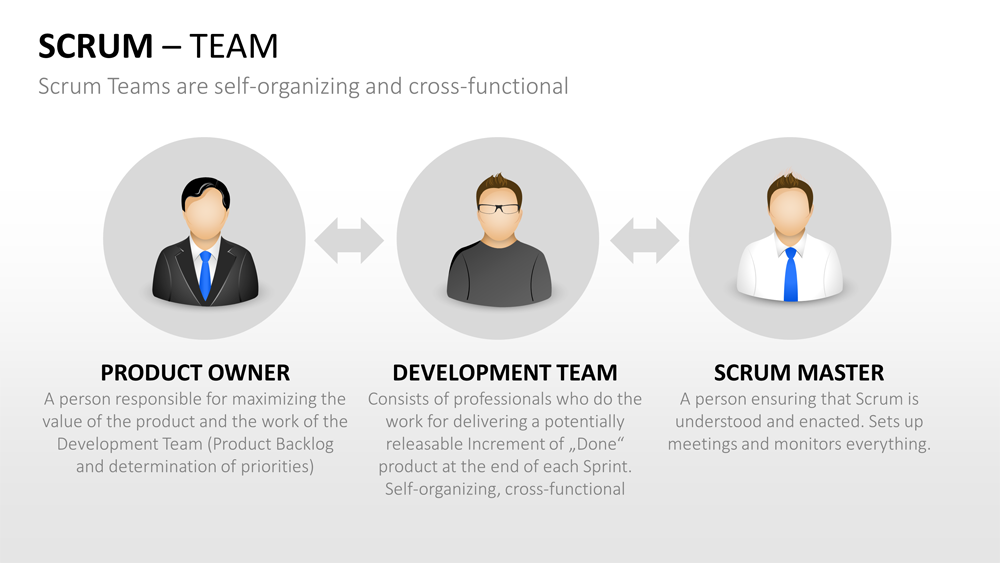 SCRUM – TEAM
Scrum Teams are self-organizing and cross-functional
PRODUCT OWNER
A person responsible for maximizing the
value of the product and the work of the
Development Team (Product Backlog
and determination of priorities)
DEVELOPMENT TEAM
Consists of professionals who do the
work for delivering a potentially
releasable Increment of „Done“
product at the end of each Sprint.
Self-organizing, cross-functional
SCRUM MASTER
A person ensuring that Scrum is
understood and enacted. Sets up
meetings and monitors everything.